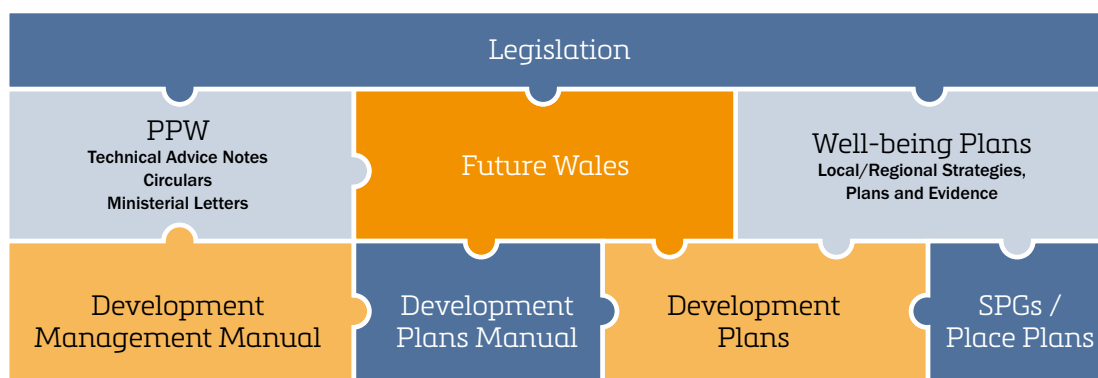 Legislation
PPW
Technical Advice Notes
Circulars
Ministerial Letters
Future Wales
Well-being Plans
Local/Regional Strategies,
Plans and Evidence
Development
Management Manual
Development
Plans Manual
Development
Plans
SPGs /
Place Plans